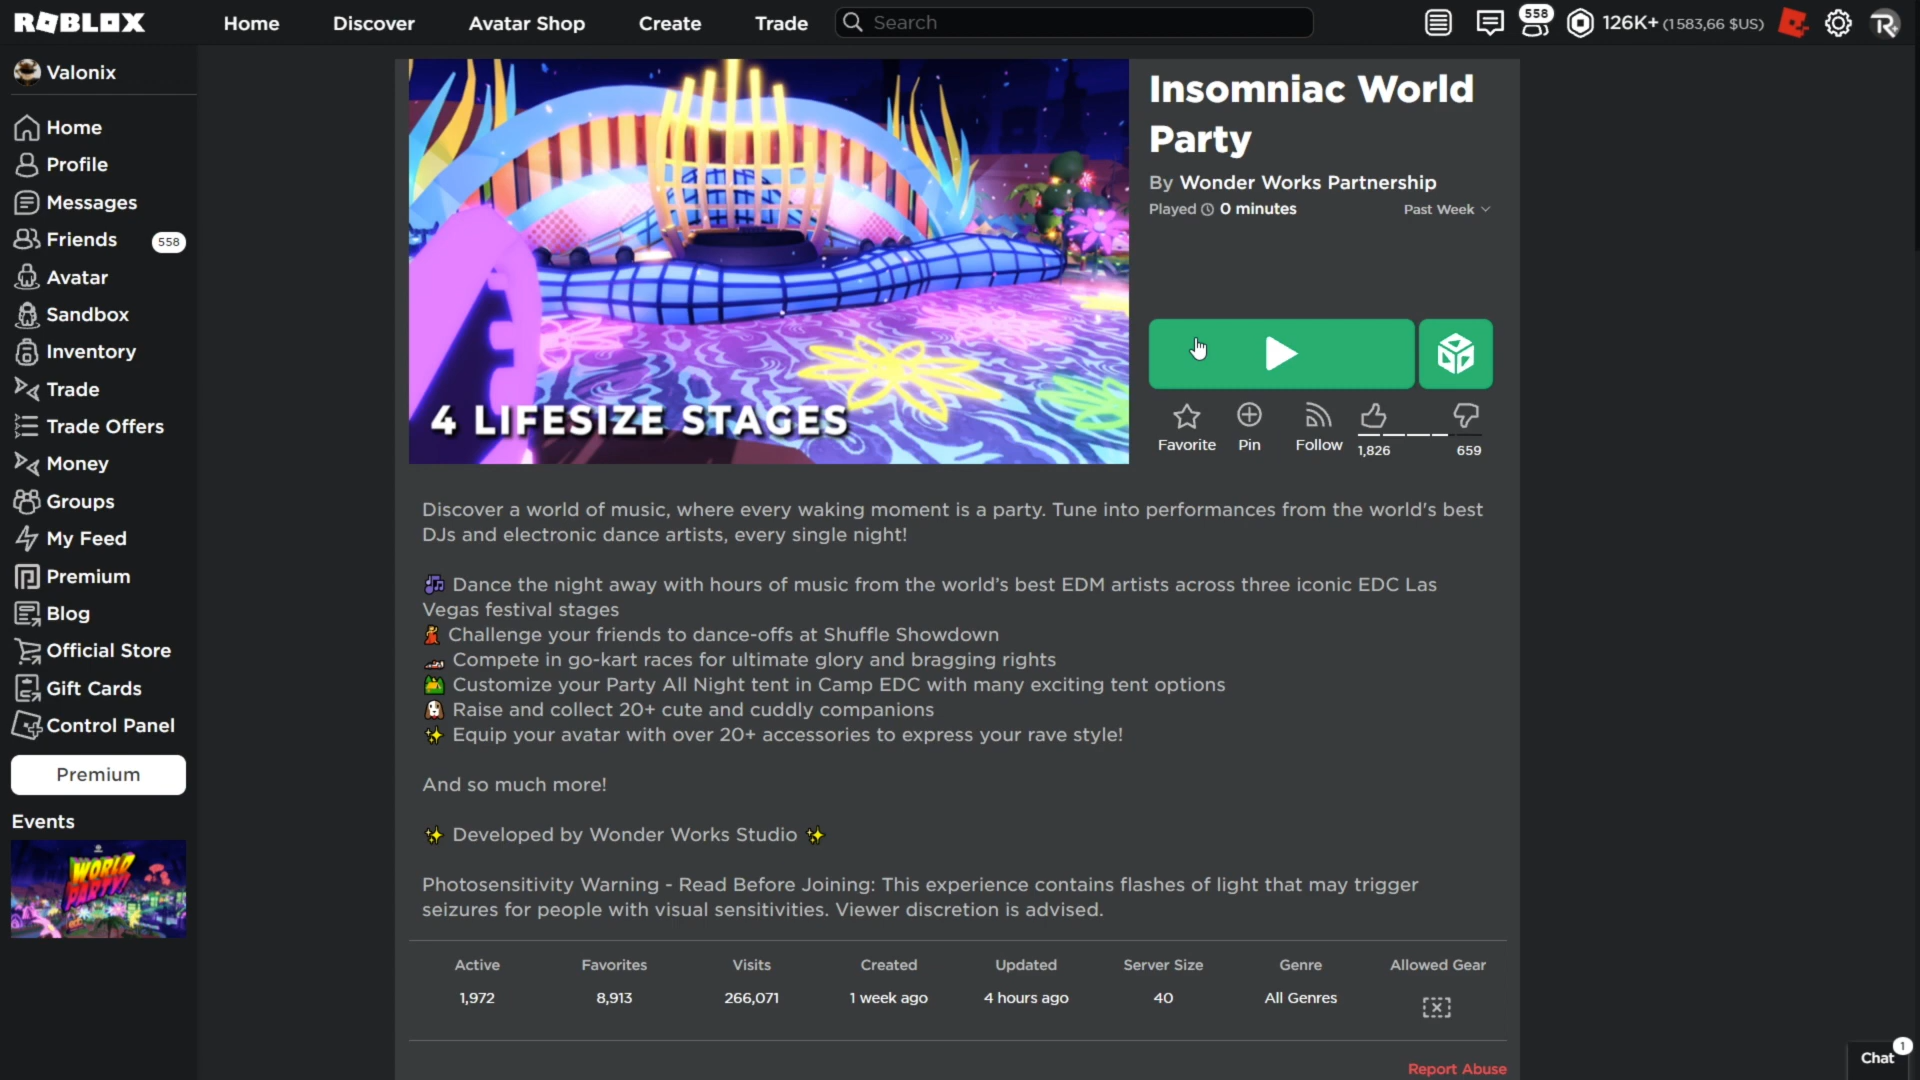 ROBLOX
Home
Discover
Avatar Shop
Create
Trade
Search
558
126K+ (1583,66 $US)
Valonix
Home
Profile
Messages
Friends
558
Avatar
Sandbox
Inventory
Trade
Trade Offers
Money
Groups
My Feed
Premium
Blog
Official Store
Gift Cards
Control Panel
Premium
Events
WORLD
PARTY!
4 LIFESIZE STAGES
Insomniac World
Party
By Wonder Works Partnership
Played 0 minutes
Past Week
Favorite
Pin
Follow
1,826
659
Discover a world of music, where every waking moment is a party. Tune into performances from the world's best
DJs and electronic dance artists, every single night!
🎶 Dance the night away with hours of music from the world’s best EDM artists across three iconic EDC Las
Vegas festival stages
💃 Challenge your friends to dance-offs at Shuffle Showdown
🏎️ Compete in go-kart races for ultimate glory and bragging rights
🏕️ Customize your Party All Night tent in Camp EDC with many exciting tent options
🐶 Raise and collect 20+ cute and cuddly companions
✨ Equip your avatar with over 20+ accessories to express your rave style!
And so much more!
✨ Developed by Wonder Works Studio ✨
Photosensitivity Warning - Read Before Joining: This experience contains flashes of light that may trigger
seizures for people with visual sensitivities. Viewer discretion is advised.
Active
Favorites
Visits
Created
Updated
Server Size
Genre
Allowed Gear
1,972
8,913
266,071
1 week ago
4 hours ago
40
All Genres
Report Abuse
Chat
1